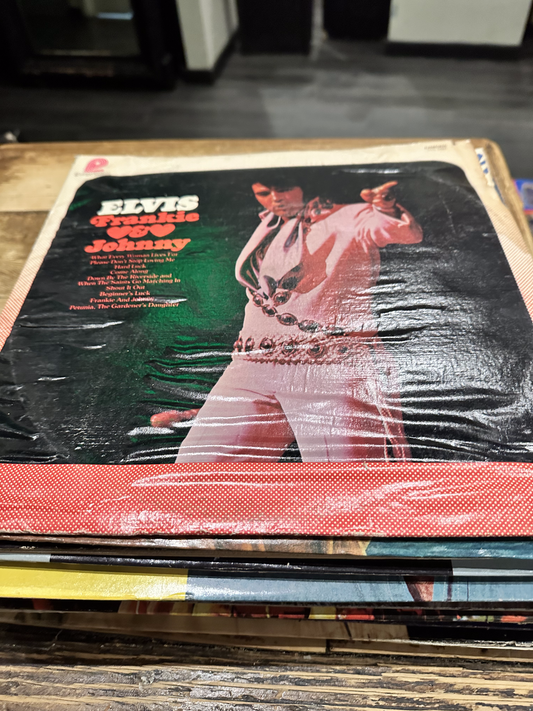 ELVIS
Frankie
&
Johnny
What Every Woman Lives For
Please Don't Stop Loving Me
Hard Luck
Come Along
Down By The Riverside and
When The Saints Go Marching In
Shout It Out
Beginner's Luck
Frankie And Johnny
Petunia, The Gardener's Daughter